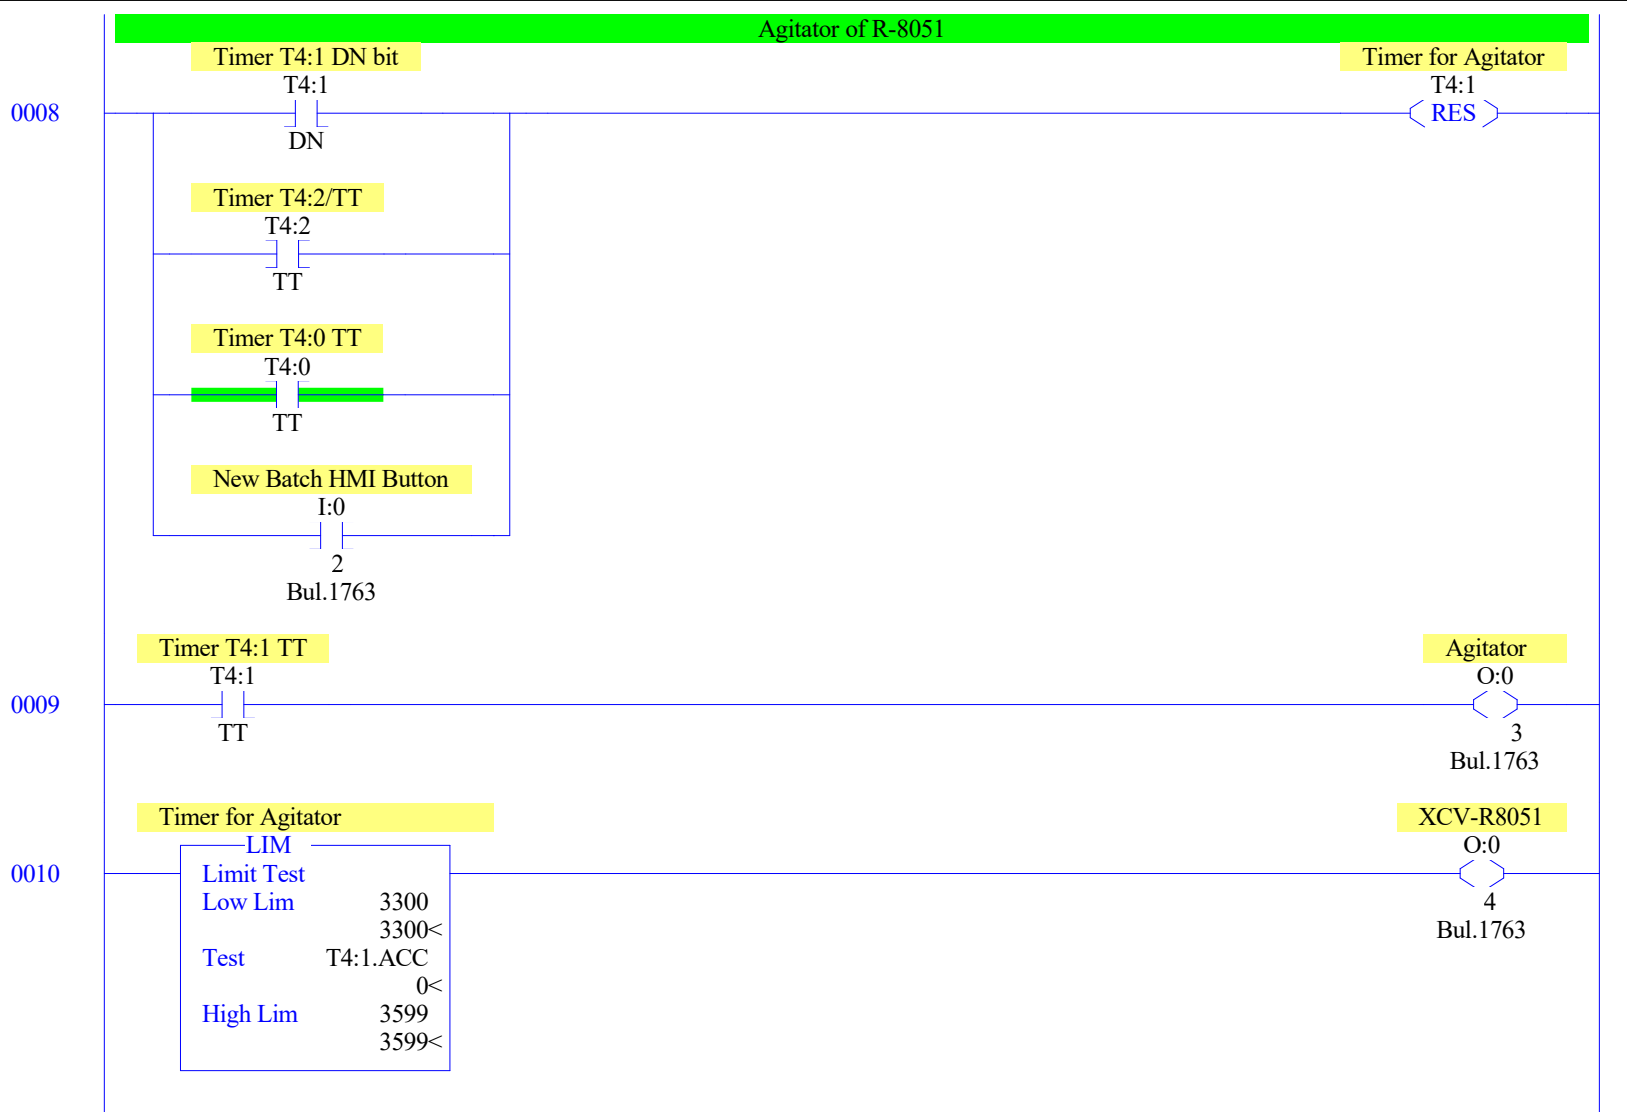 Agitator of R-8051
Timer T4:1 DN bit
Timer for Agitator
T4:1
T4:1
0008
RES
DN
Timer T4:2/TT
T4:2
TT
Timer T4:0 TT
T4:0
TT
New Batch HMI Button
I:0
2
Bul.1763
Timer T4:1 TT
Agitator
T4:1
O:0
0009
TT
3
Bul.1763
Timer for Agitator
XCV-R8051
LIM
O:0
0010
Limit Test
Low Lim 3300
4
3300<
Bul.1763
Test T4:1.ACC
0<
High Lim 3599
3599<